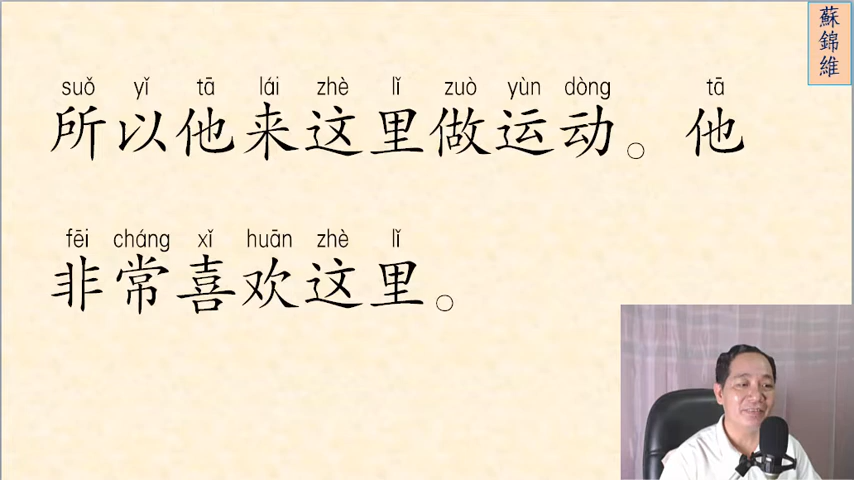 suǒ yǐ tā lái zhè lǐ zuò yùn dòng tā
所以他来这里做运动。他
fēi cháng xǐ huān zhè lǐ
非常喜欢这里。
蘇錦維